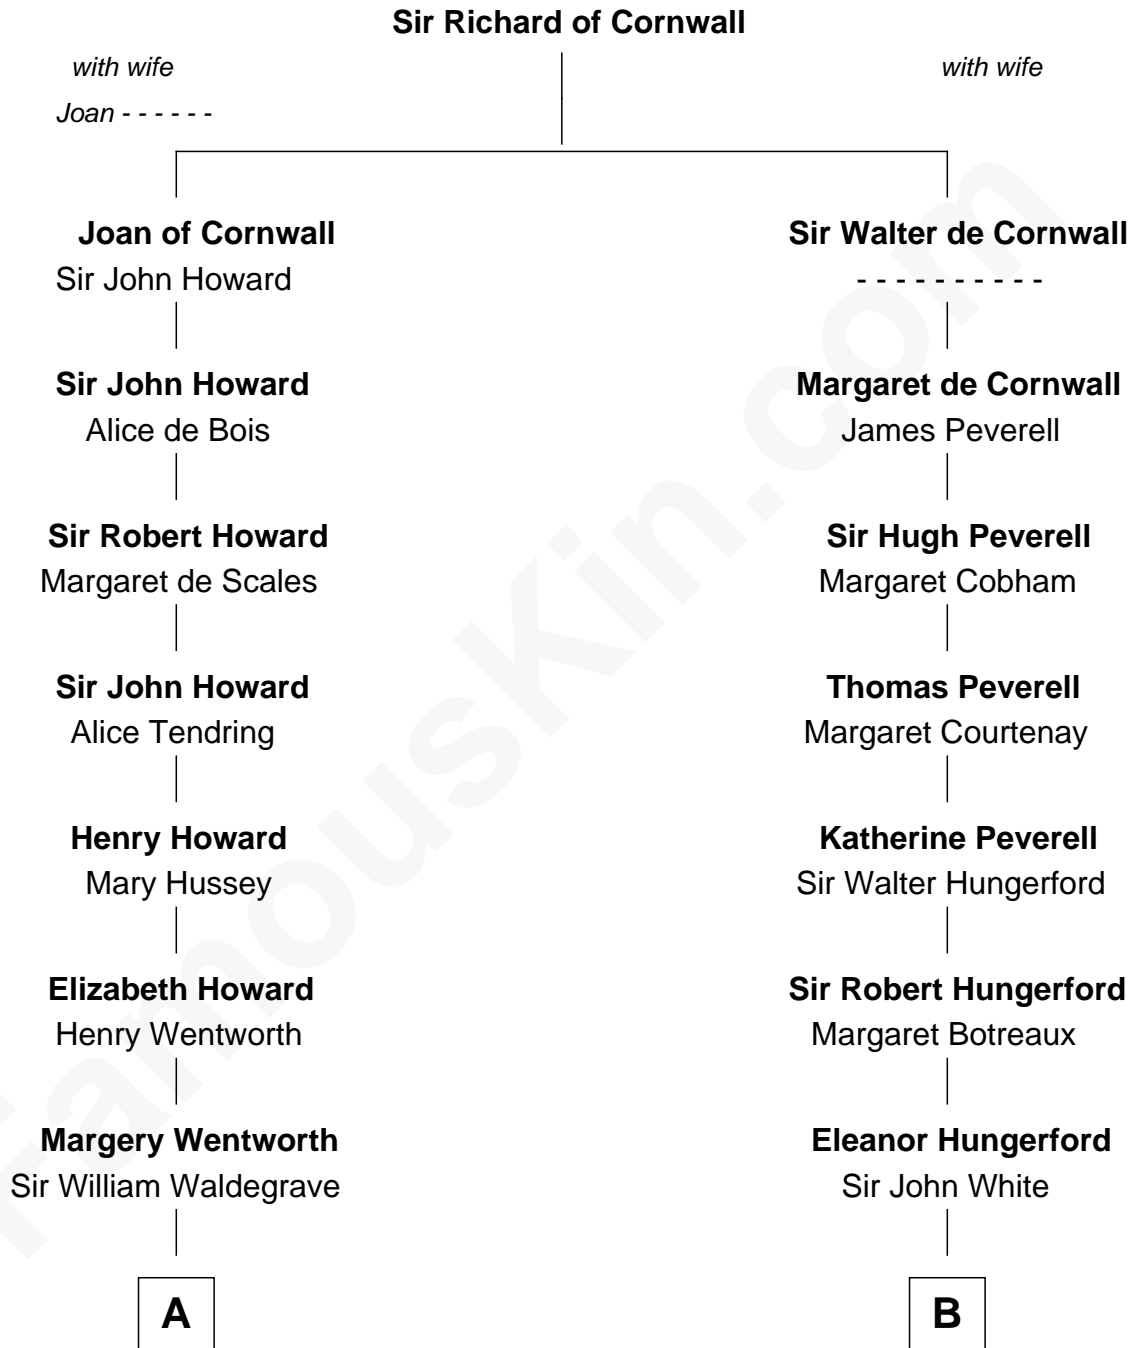 Sir Richard of Cornwall
with wife
with wife
Joan - - - - - -
Joan of Cornwall
Sir Walter de Cornwall
Sir John Howard
- - - - - - - - - -
Sir John Howard
Margaret de Cornwall
Alice de Bois
James Peverell
Sir Robert Howard
Sir Hugh Peverell
Margaret de Scales
Margaret Cobham
Sir John Howard
Thomas Peverell
Alice Tendring
Margaret Courtenay
Henry Howard
Katherine Peverell
Mary Hussey
Sir Walter Hungerford
Elizabeth Howard
Sir Robert Hungerford
Henry Wentworth
Margaret Botreaux
Margery Wentworth
Eleanor Hungerford
Sir William Waldegrave
Sir John White
A
B
FamousKin.com